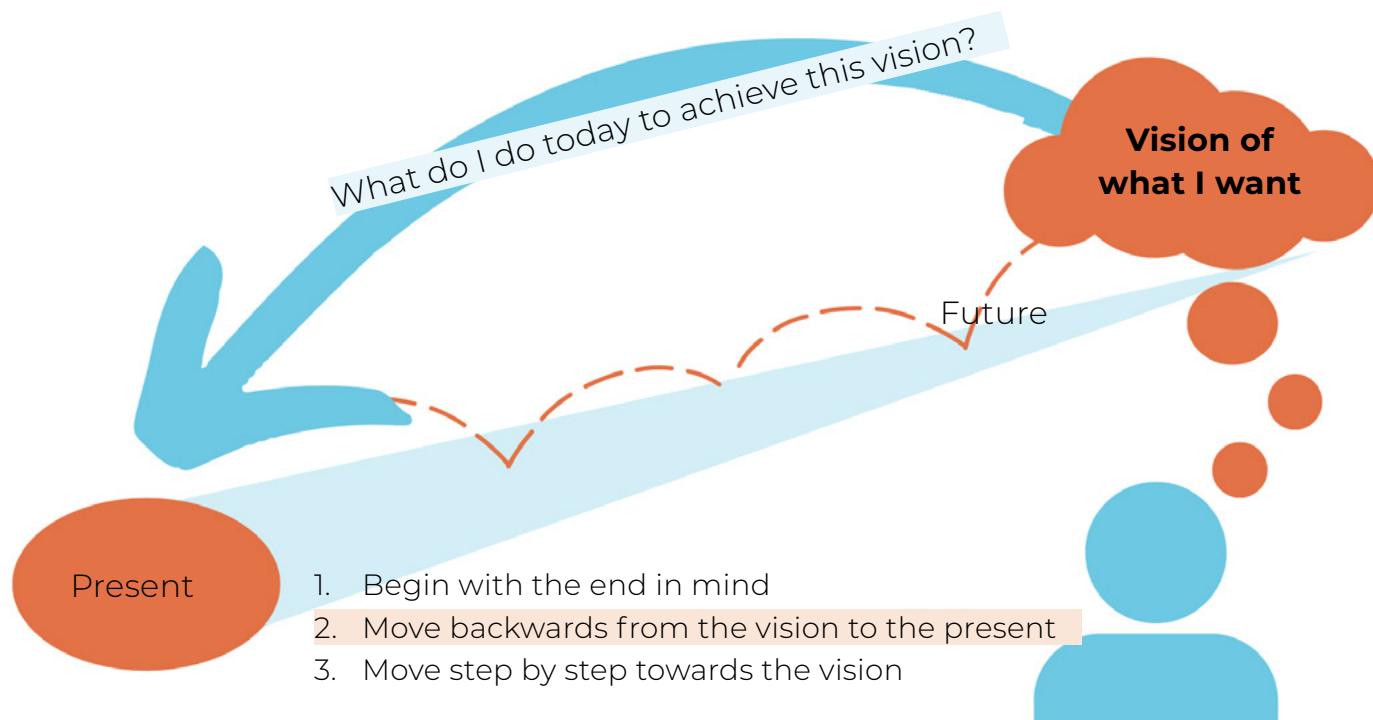 What do I do today to achieve this vision?
Vision of
what I want
Future
Present
1. Begin with the end in mind
2. Move backwards from the vision to the present
3. Move step by step towards the vision